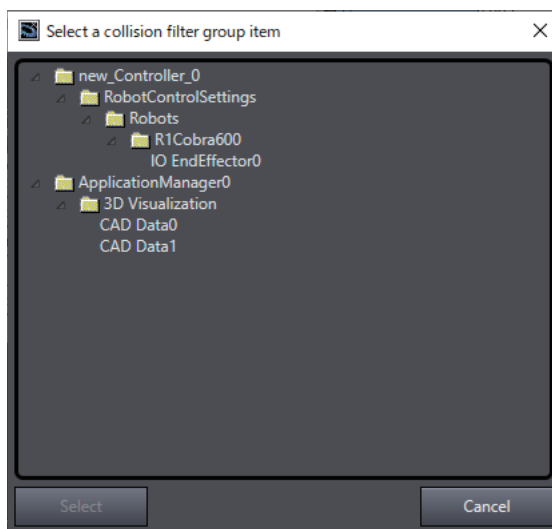 Select a collision filter group item
new_Controller_0
RobotControlSettings
Robots
R1Cobra600
IO EndEffector0
ApplicationManager0
3D Visualization
CAD Data0
CAD Data1
Select
Cancel